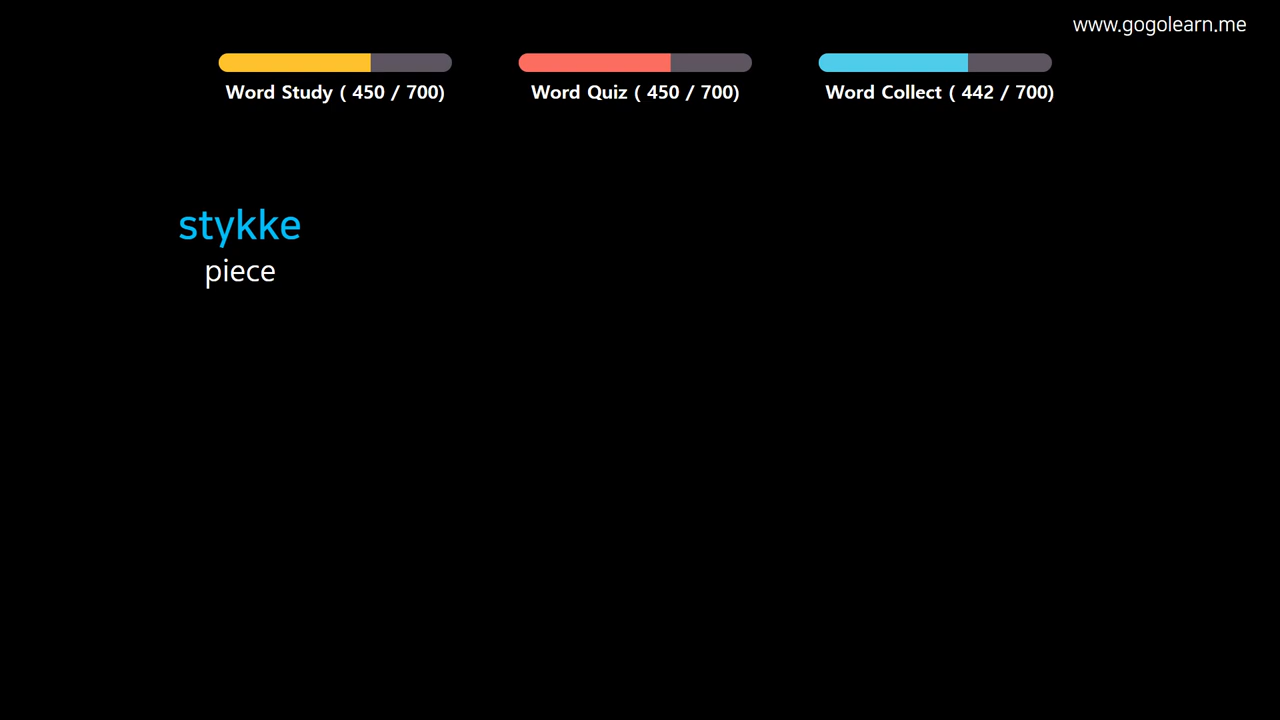 www.gogolearn.me
Word Study ( 450 / 700)
Word Quiz ( 450 / 700)
Word Collect ( 442 / 700)
stykke
piece